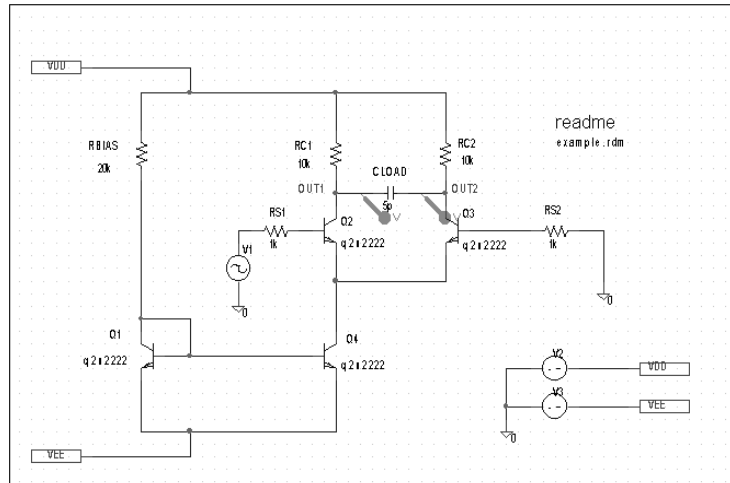 VDD
RBIAS
20k
RC1
10k
RC2
10k
readme
example.rdm
CLOAD
5p
OUT1
OUT2
V
V
RS1
1k
Q2
q2n2222
Q3
q2n2222
RS2
1k
V1
0
0
Q1
q2n2222
Q4
q2n2222
V2
VDD
V3
VEE
0
VEE